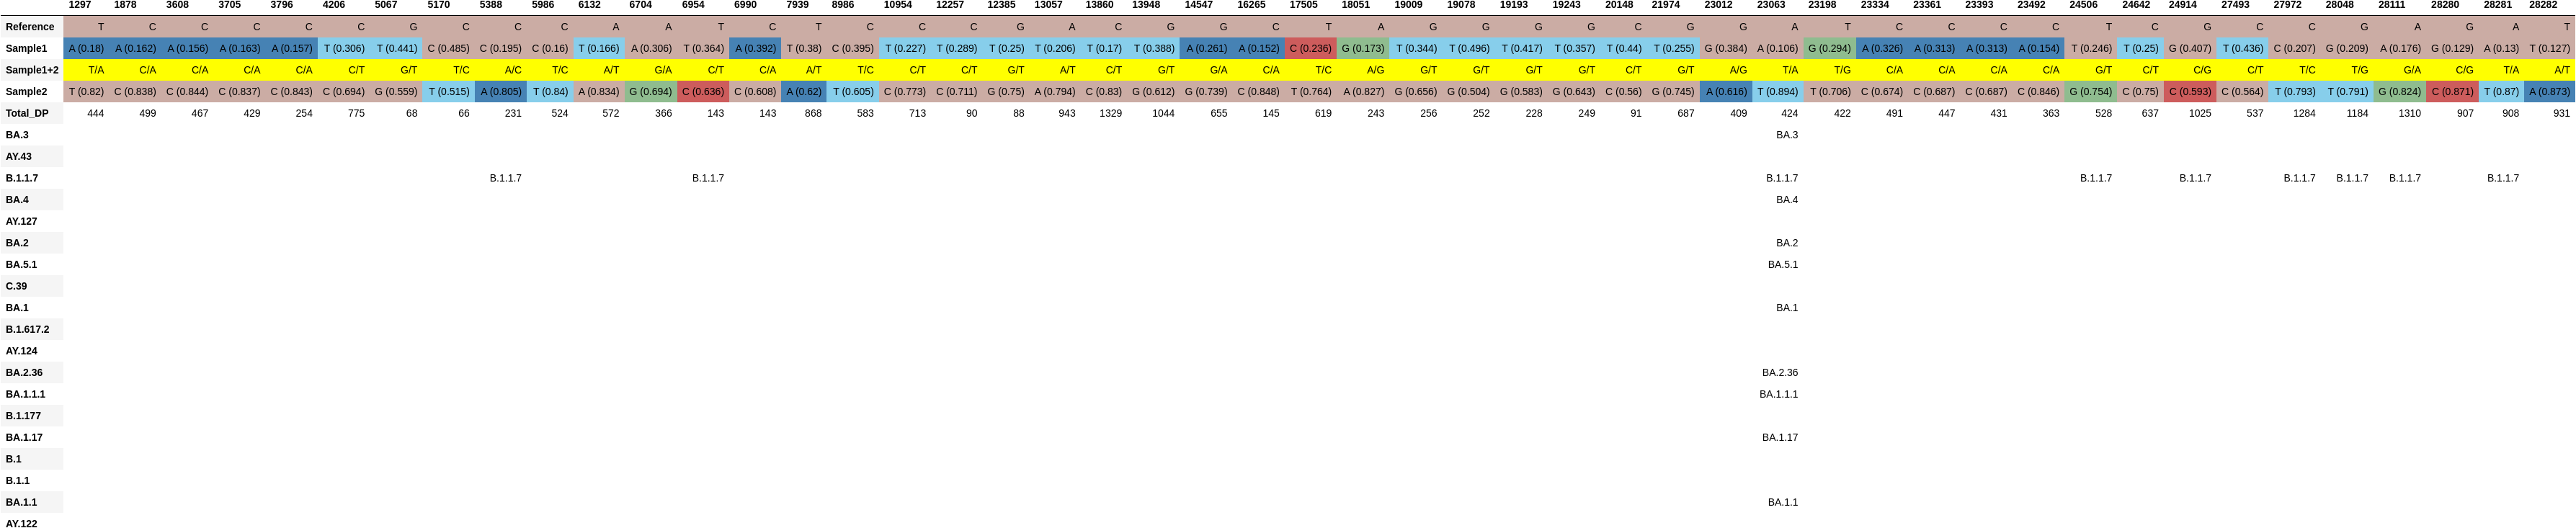 1297 1878 3608 3705 3796 4206 5067 5170 5388 5986 6132 6704 6954 6990 7939 8986 10954 12257 12385 13057 13860 13948 14547 16265 17505 18051 19009 19078 19193 19243 20148 21974 23012 23063 23198 23334 23361 23393 23492 24506 24642 24914 27493 27972 28048 28111 28280 28281 28282
Reference T C C C C C G C C C A A T C T C C C G A C G G C T A G G G G C G G A T C C C C T C G C C G A G A T
Sample1 A (0.18) A (0.162) A (0.156) A (0.163) A (0.157) T (0.306) T (0.441) C (0.485) C (0.195) C (0.16) T (0.166) A (0.306) T (0.364) A (0.392) T (0.38) C (0.395) T (0.227) T (0.289) T (0.25) T (0.206) T (0.17) T (0.388) A (0.261) A (0.152) C (0.236) G (0.173) T (0.344) T (0.496) T (0.417) T (0.357) T (0.44) T (0.255) G (0.384) A (0.106) G (0.294) A (0.326) A (0.313) A (0.313) A (0.154) T (0.246) T (0.25) G (0.407) T (0.436) C (0.207) G (0.209) A (0.176) G (0.129) A (0.13) T (0.127)
Sample1+2 T/A C/A C/A C/A C/A C/T G/T T/C A/C T/C A/T G/A C/T C/A A/T T/C C/T C/T G/T A/T C/T G/T G/A C/A T/C A/G G/T G/T G/T G/T C/T G/T A/G T/A T/G C/A C/A C/A C/A G/T C/T C/G C/T T/C T/G G/A C/G T/A A/T
Sample2 T (0.82) C (0.838) C (0.844) C (0.837) C (0.843) C (0.694) G (0.559) T (0.515) A (0.805) T (0.84) A (0.834) G (0.694) C (0.636) C (0.608) A (0.62) T (0.605) C (0.773) C (0.711) G (0.75) A (0.794) C (0.83) G (0.612) G (0.739) C (0.848) T (0.764) A (0.827) G (0.656) G (0.504) G (0.583) G (0.643) C (0.56) G (0.745) A (0.616) T (0.894) T (0.706) C (0.674) C (0.687) C (0.687) C (0.846) G (0.754) C (0.75) C (0.593) C (0.564) T (0.793) T (0.791) G (0.824) C (0.871) T (0.87) A (0.873)
Total_DP 444 499 467 429 254 775 68 66 231 524 572 366 143 143 868 583 713 90 88 943 1329 1044 655 145 619 243 256 252 228 249 91 687 409 424 422 491 447 431 363 528 637 1025 537 1284 1184 1310 907 908 931
BA.3 BA.3
AY.43
B.1.1.7 B.1.1.7 B.1.1.7 B.1.1.7 B.1.1.7 B.1.1.7 B.1.1.7 B.1.1.7 B.1.1.7 B.1.1.7
BA.4 BA.4
AY.127
BA.2 BA.2
BA.5.1 BA.5.1
C.39
BA.1 BA.1
B.1.617.2
AY.124
BA.2.36 BA.2.36
BA.1.1.1 BA.1.1.1
B.1.177
BA.1.17 BA.1.17
B.1
B.1.1
BA.1.1 BA.1.1
AY.122